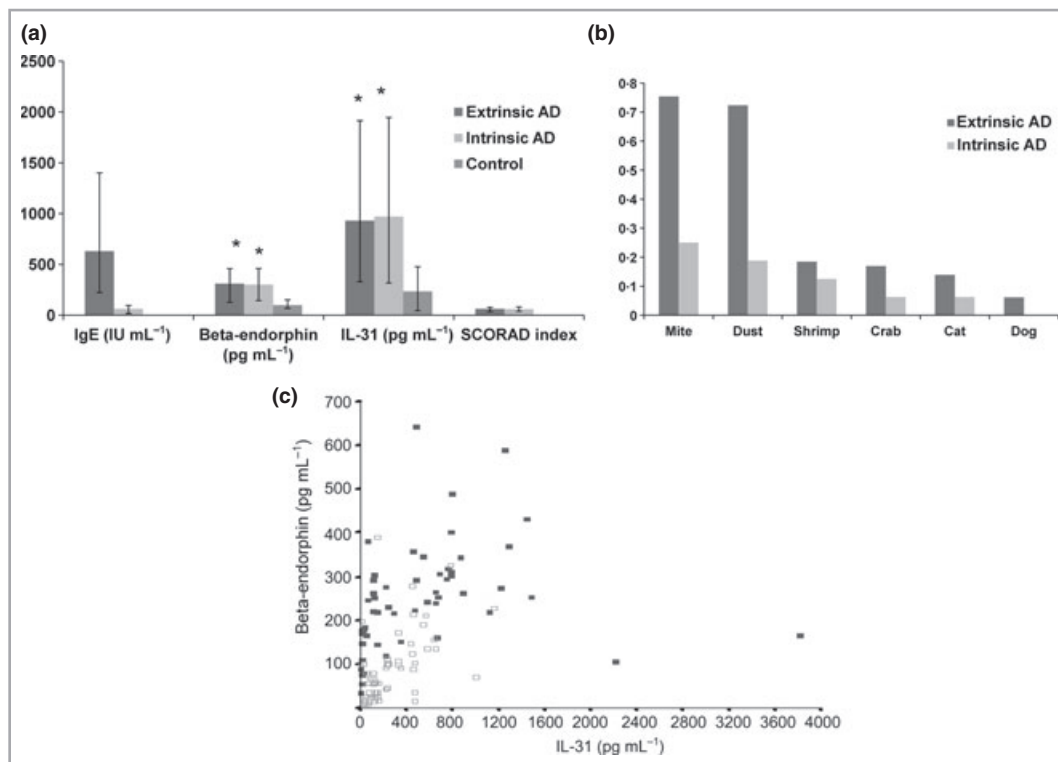 (a)
2500
2000
1500
1000
500
0
*
*
*
*
Extrinsic AD
Intrinsic AD
Control
IgE (IU mL⁻¹)
Beta-endorphin
(pg mL⁻¹)
IL-31 (pg mL⁻¹)
SCORAD index
(b)
0·8
0·7
0·6
0·5
0·4
0·3
0·2
0·1
0
Extrinsic AD
Intrinsic AD
Mite
Dust
Shrimp
Crab
Cat
Dog
(c)
Beta-endorphin (pg mL⁻¹)
700
600
500
400
300
200
100
0
400
800
1200
1600
2000
2400
2800
3200
3600
4000
IL-31 (pg mL⁻¹)